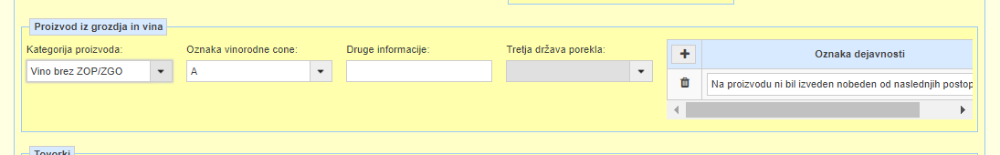 Proizvod iz grozdja in vina
Kategorija proizvoda:
Oznaka vinorodne cone:
Druge informacije:
Tretja država porekla:
Oznaka dejavnosti
Vino brez ZOP/ZGO
A
Na proizvodu ni bil izveden nobeden od naslednjih postop
Tovorki